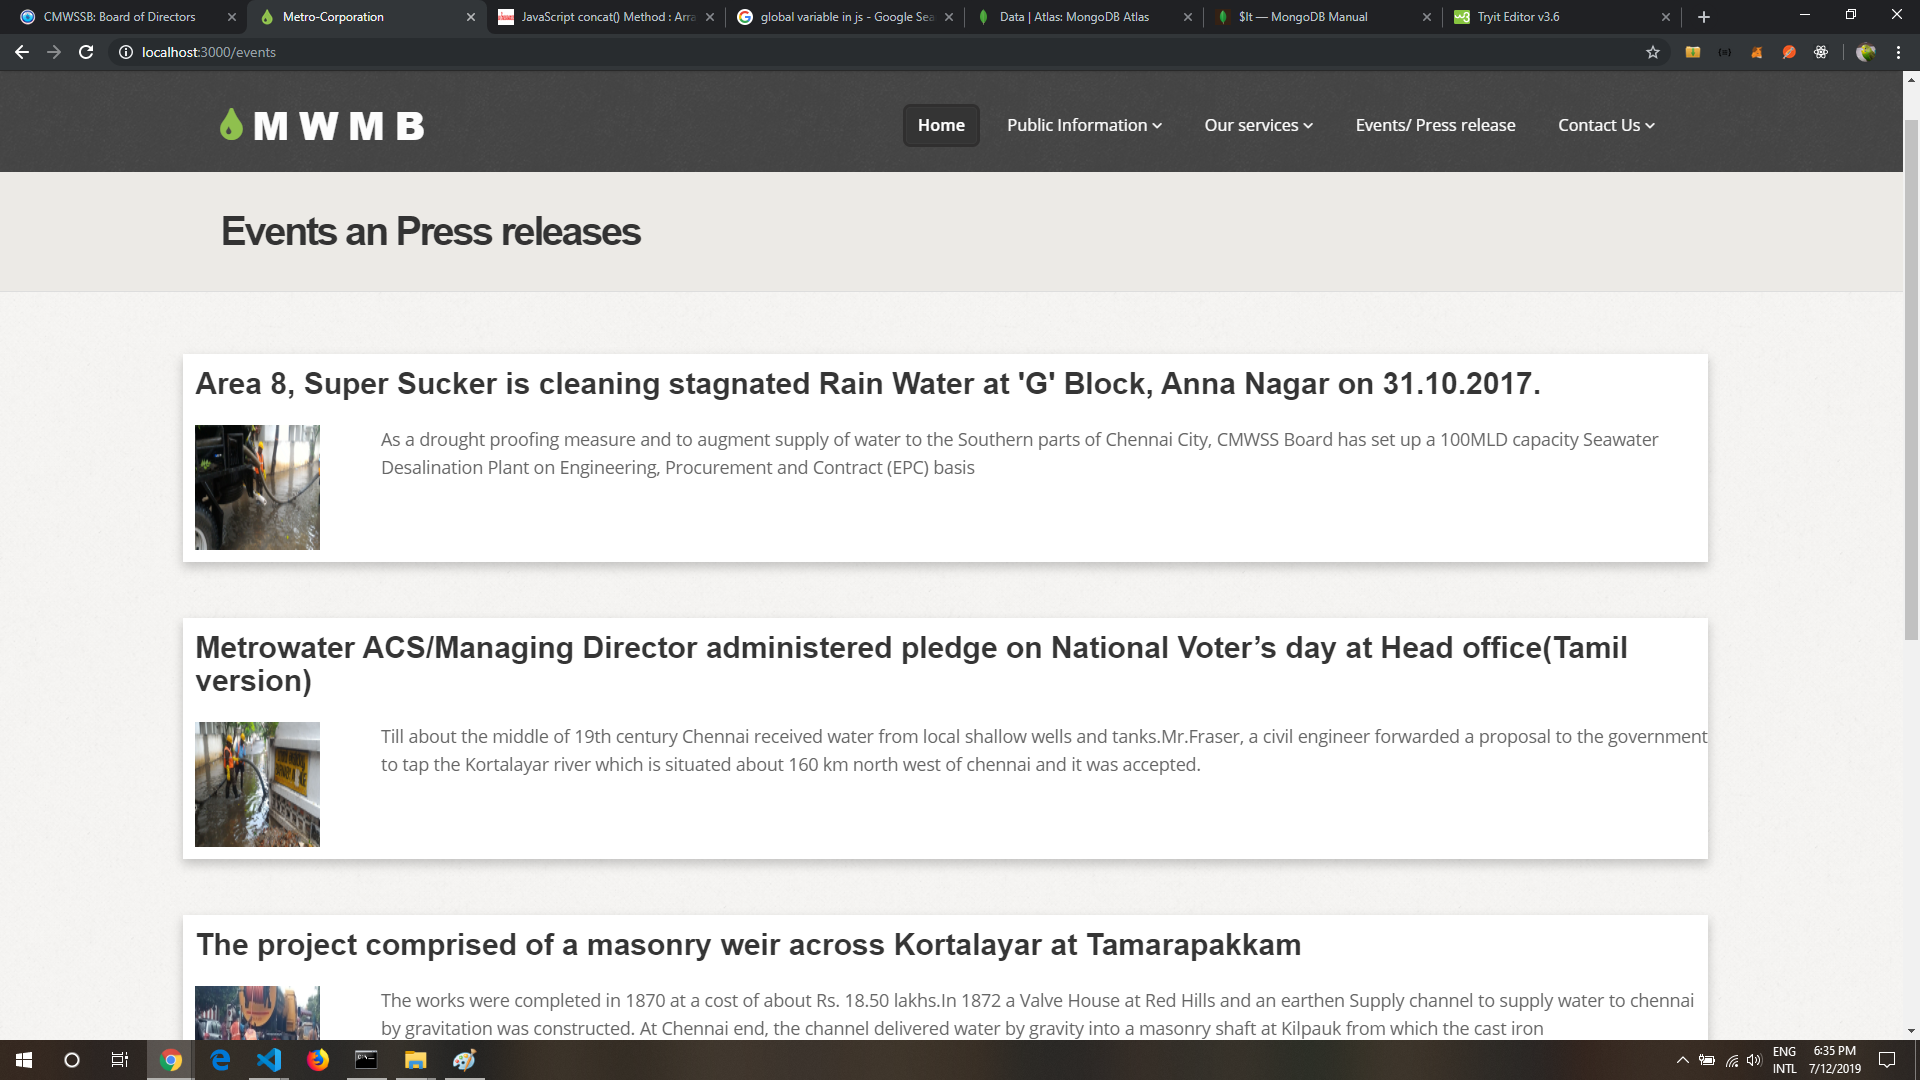 CMWSSB: Board of Directors
Metro-Corporation
JavaScript concat() Method : Arra
global variable in js - Google Sea
Data | Atlas: MongoDB Atlas
$lt — MongoDB Manual
Tryit Editor v3.6
localhost:3000/events
M W M B
Home
Public Information
Our services
Events/ Press release
Contact Us
Events an Press releases
Area 8, Super Sucker is cleaning stagnated Rain Water at 'G' Block, Anna Nagar on 31.10.2017.
As a drought proofing measure and to augment supply of water to the Southern parts of Chennai City, CMWSS Board has set up a 100MLD capacity Seawater
Desalination Plant on Engineering, Procurement and Contract (EPC) basis
Metrowater ACS/Managing Director administered pledge on National Voter’s day at Head office(Tamil
version)
Till about the middle of 19th century Chennai received water from local shallow wells and tanks.Mr.Fraser, a civil engineer forwarded a proposal to the government
to tap the Kortalayar river which is situated about 160 km north west of chennai and it was accepted.
The project comprised of a masonry weir across Kortalayar at Tamarapakkam
The works were completed in 1870 at a cost of about Rs. 18.50 lakhs.In 1872 a Valve House at Red Hills and an earthen Supply channel to supply water to chennai
by gravitation was constructed. At Chennai end, the channel delivered water by gravity into a masonry shaft at Kilpauk from which the cast iron
ENG
INTL
6:35 PM
7/12/2019